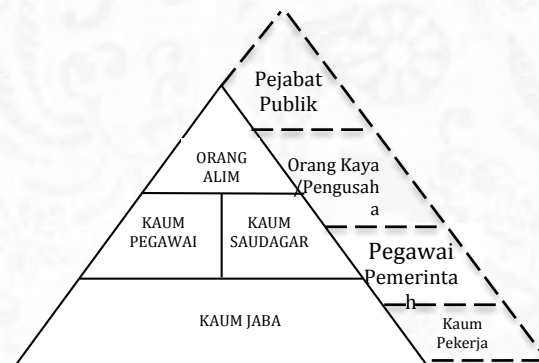 Pejabat
Publik
ORANG
ALIM
Orang Kaya
/Pengusah
a
KAUM
PEGAWAI
KAUM
SAUDAGAR
Pegawai
Pemerinta
h
KAUM JABA
Kaum
Pekerja